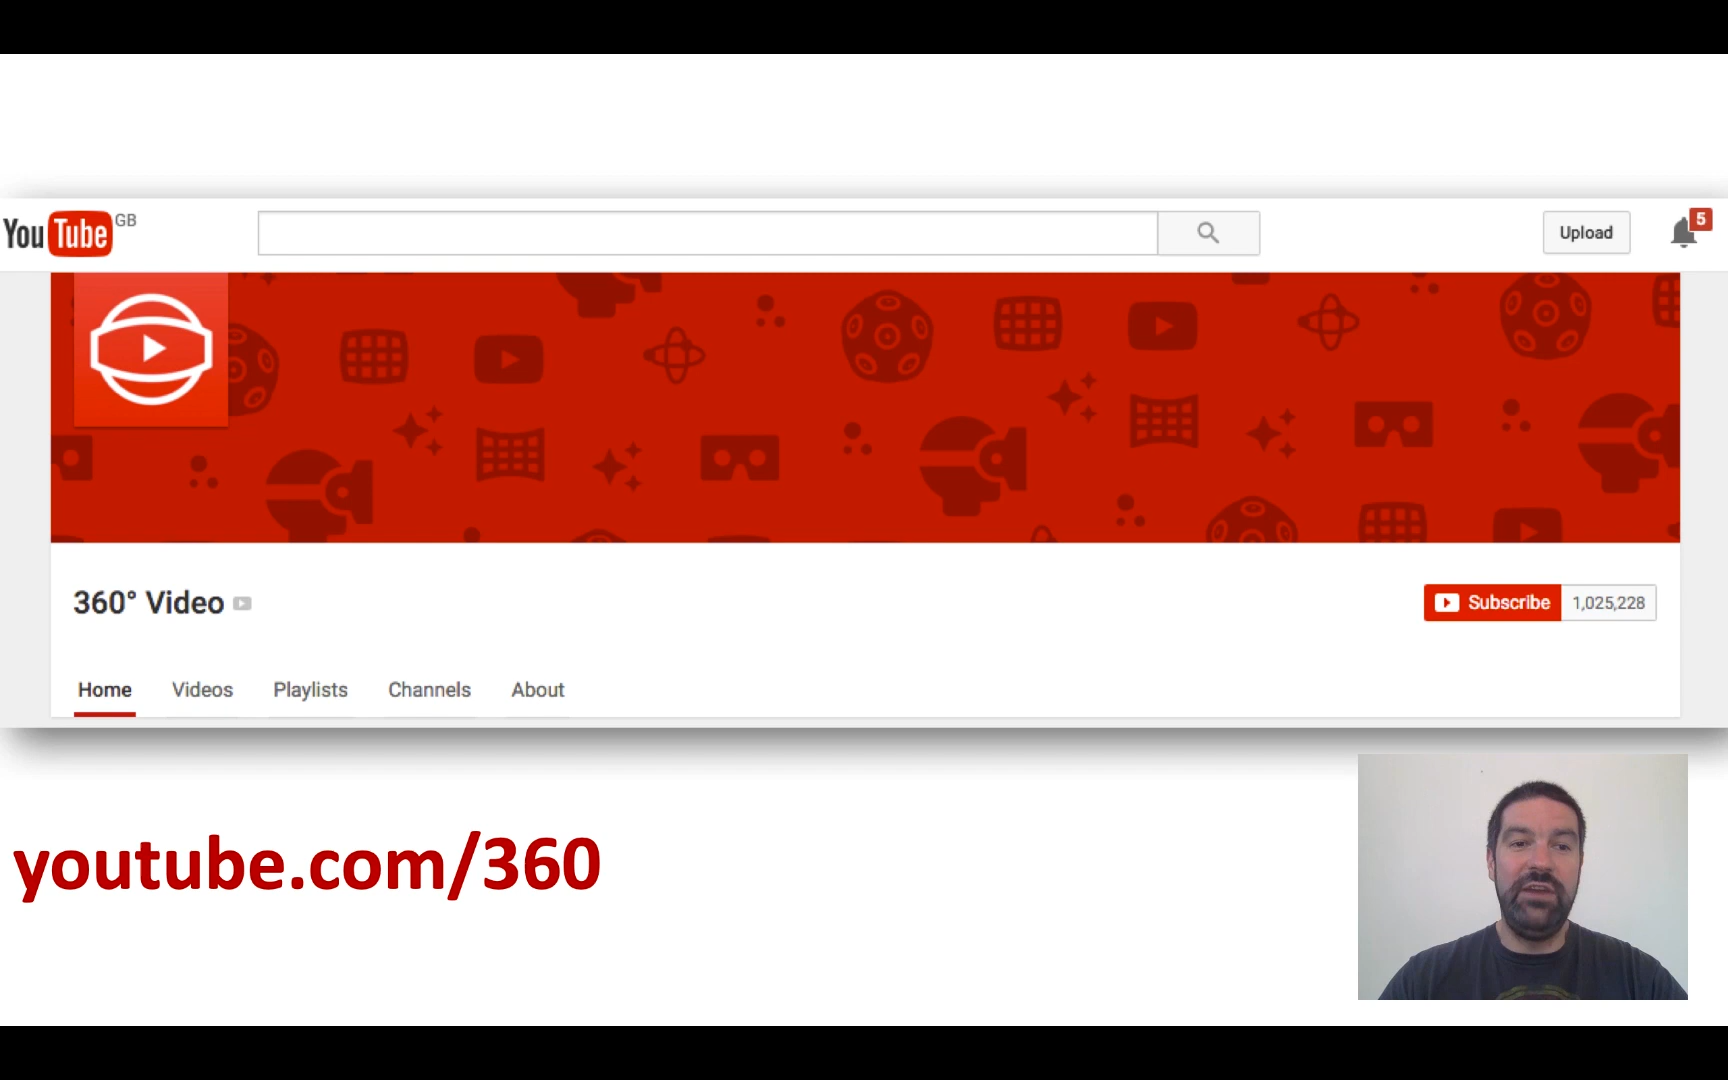 YouTube GB
Upload
5
360° Video
Subscribe 1,025,228
Home Videos Playlists Channels About
youtube.com/360